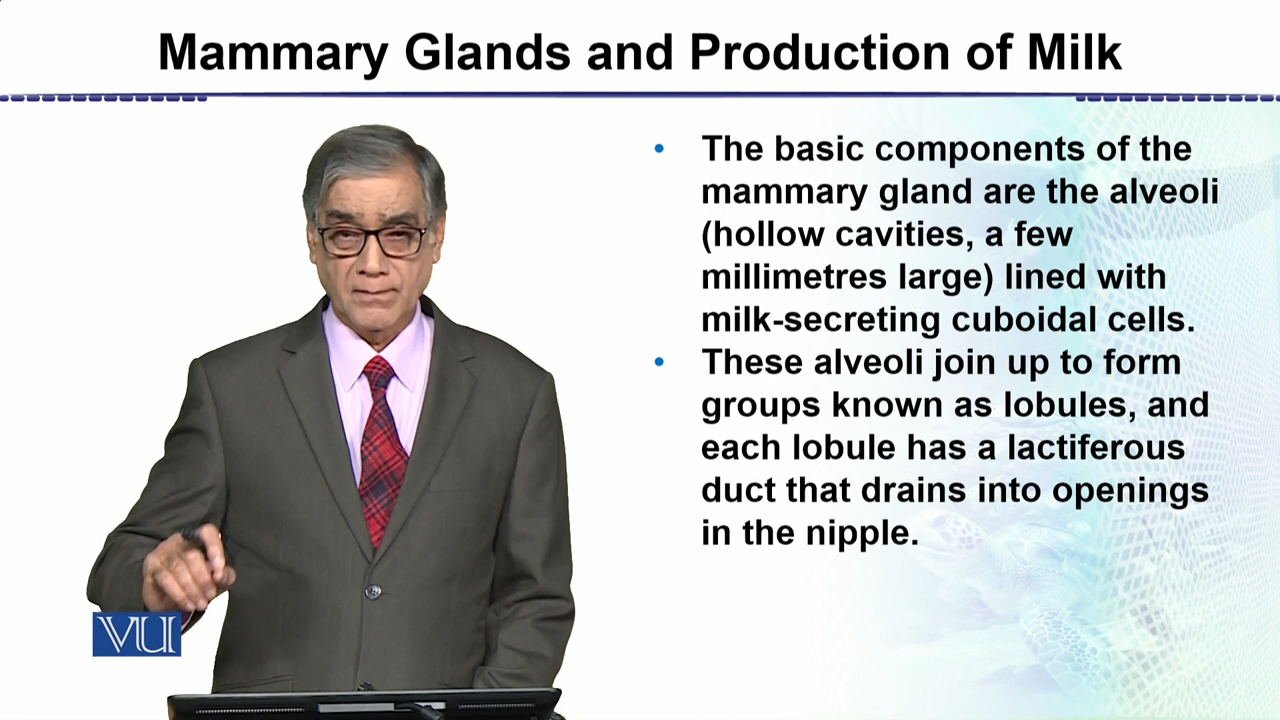 Mammary Glands and Production of Milk
• The basic components of the
mammary gland are the alveoli
(hollow cavities, a few
millimetres large) lined with
milk-secreting cuboidal cells.
• These alveoli join up to form
groups known as lobules, and
each lobule has a lactiferous
duct that drains into openings
in the nipple.
VU